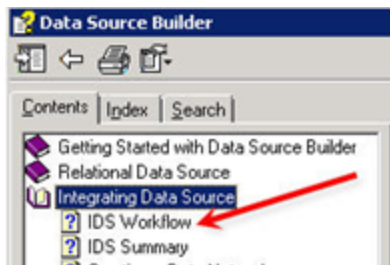 Data Source Builder
Contents Index Search
Getting Started with Data Source Builder
Relational Data Source
Integrating Data Source
IDS Workflow
IDS Summary